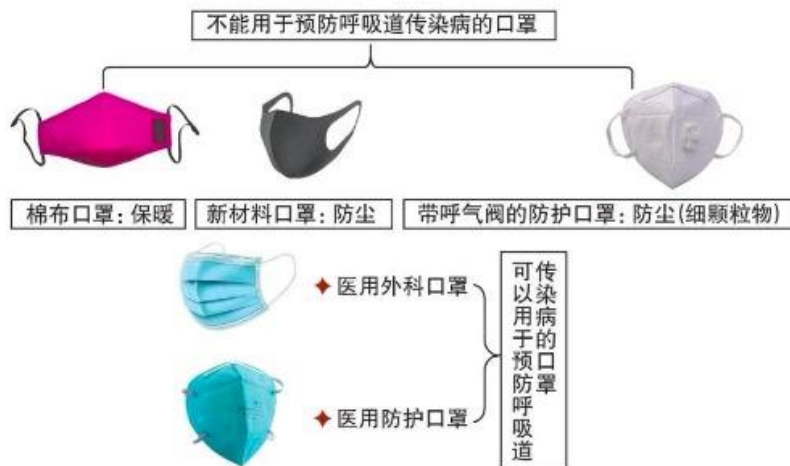 不能用于预防呼吸道传染病的口罩
棉布口罩：保暖
新材料口罩：防尘
带呼气阀的防护口罩：防尘(细颗粒物)
医用外科口罩
医用防护口罩
可以用于预防呼吸道
传染病的口罩